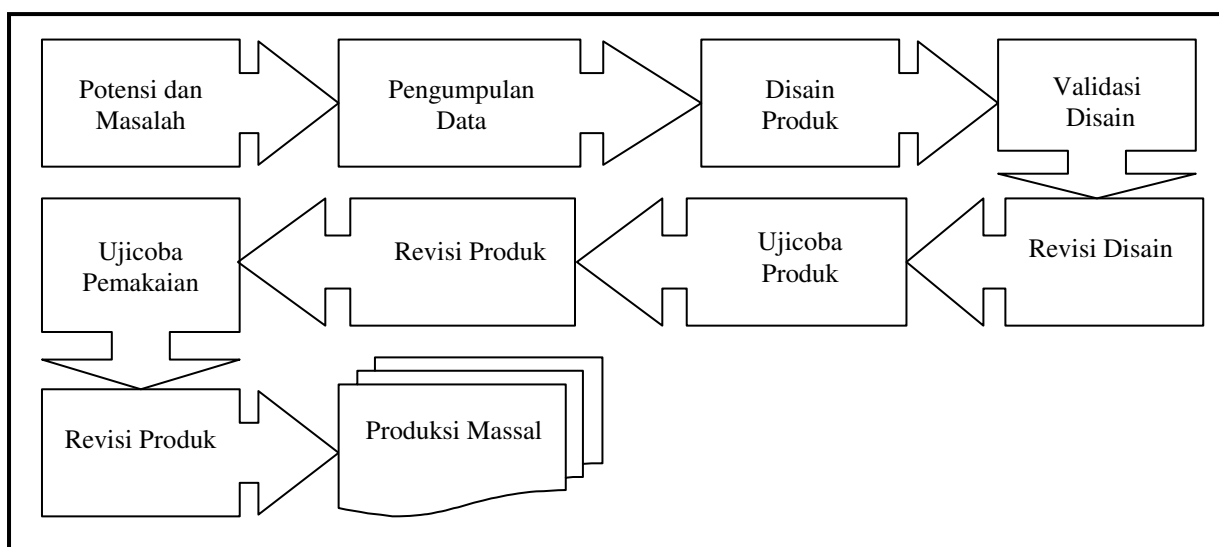 Potensi dan
Masalah
Pengumpulan
Data
Disain
Produk
Validasi
Disain
Revisi Disain
Ujicoba
Produk
Revisi Produk
Ujicoba
Pemakaian
Revisi Produk
Produksi Massal